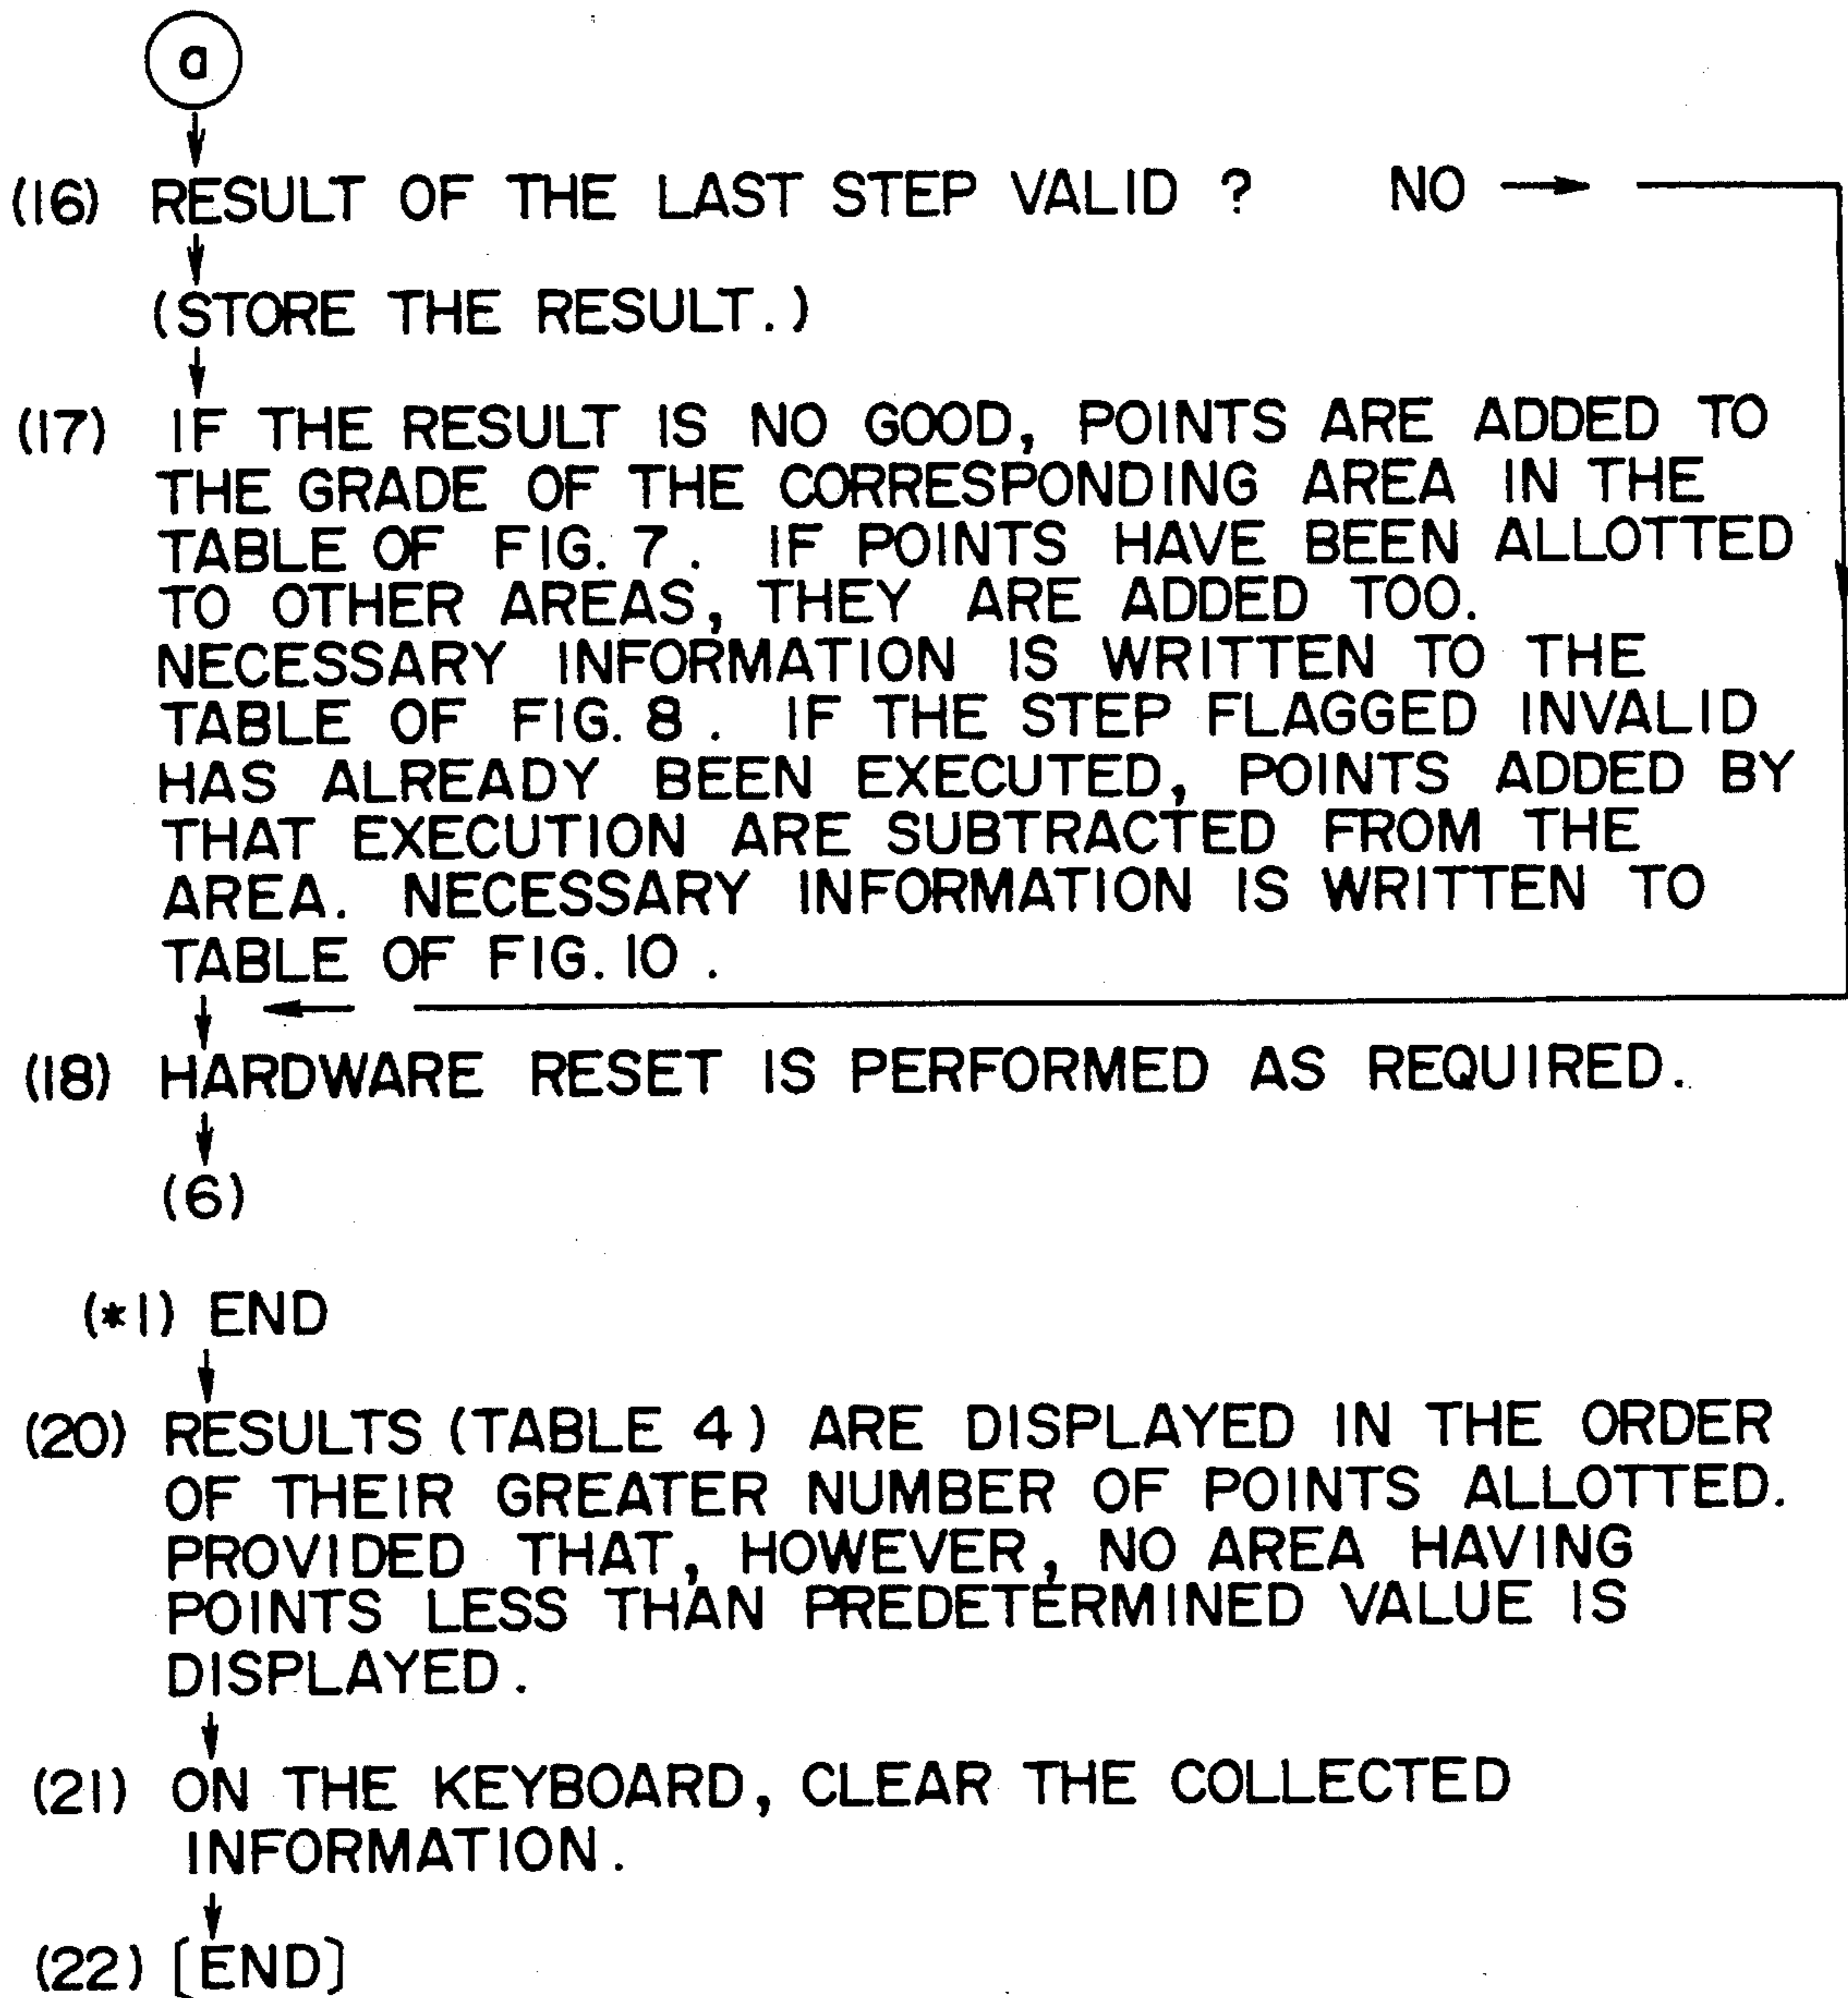 a
(16) RESULT OF THE LAST STEP VALID ? NO
(STORE THE RESULT.)
(17) IF THE RESULT IS NO GOOD, POINTS ARE ADDED TO
THE GRADE OF THE CORRESPONDING AREA IN THE
TABLE OF FIG. 7. IF POINTS HAVE BEEN ALLOTTED
TO OTHER AREAS, THEY ARE ADDED TOO.
NECESSARY INFORMATION IS WRITTEN TO THE
TABLE OF FIG. 8. IF THE STEP FLAGGED INVALID
HAS ALREADY BEEN EXECUTED, POINTS ADDED BY
THAT EXECUTION ARE SUBTRACTED FROM THE
AREA. NECESSARY INFORMATION IS WRITTEN TO
TABLE OF FIG. 10.
(18) HARDWARE RESET IS PERFORMED AS REQUIRED.
(6)
(*1) END
(20) RESULTS (TABLE 4) ARE DISPLAYED IN THE ORDER
OF THEIR GREATER NUMBER OF POINTS ALLOTTED.
PROVIDED THAT, HOWEVER, NO AREA HAVING
POINTS LESS THAN PREDETERMINED VALUE IS
DISPLAYED.
(21) ON THE KEYBOARD, CLEAR THE COLLECTED
INFORMATION.
(22) [END]